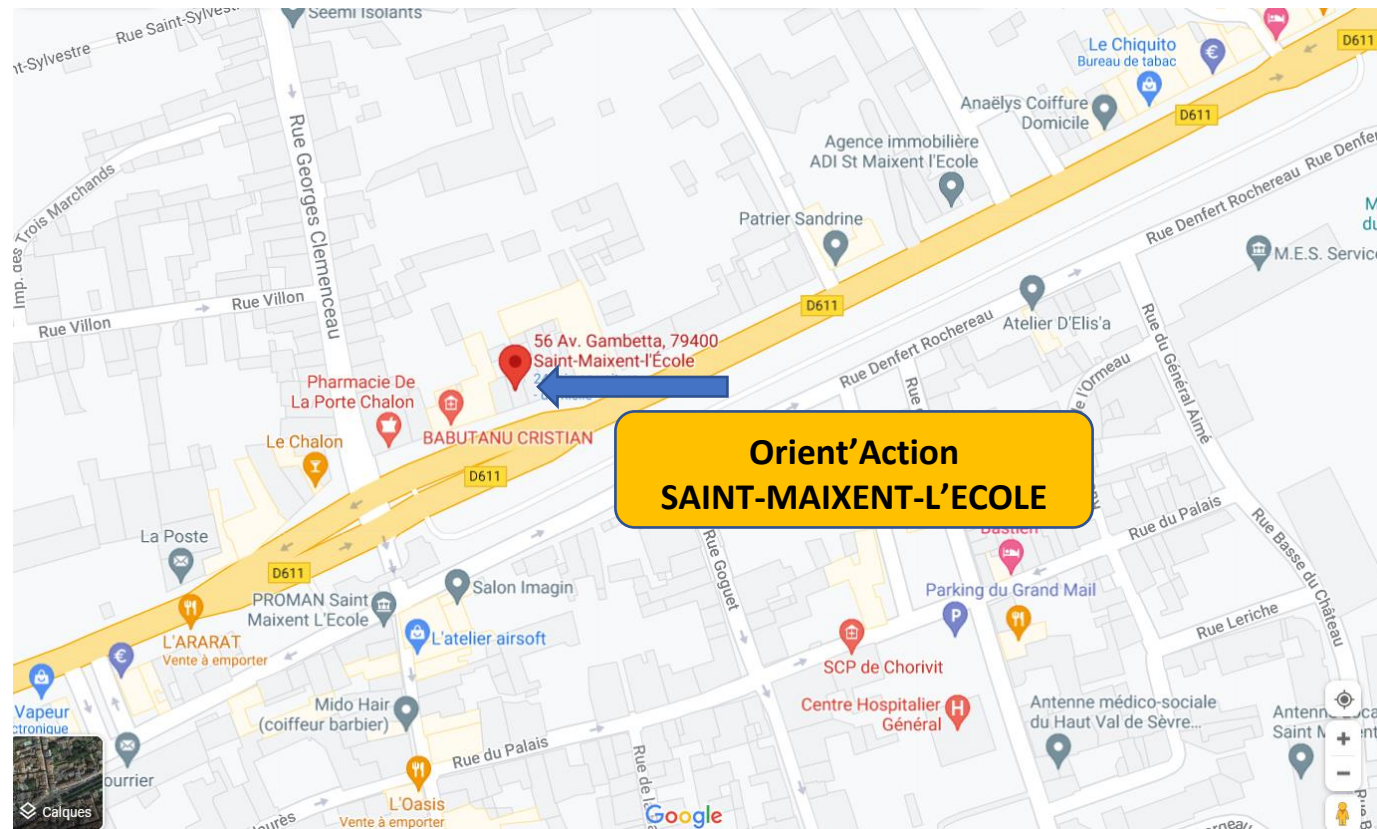 Seemi Isolants
Rue Saint-Sylvest
nt-Sylvestre
Le Chiquito
Bureau de tabac
D611
Anaëlys Coiffure
Domicile
D611
Agence immobilière
ADI St Maixent l'Ecole
Rue Georges Clemenceau
Imp. des Trois Marchands
Patrier Sandrine
Rue Denfert Rochereau
Rue Denfer
M.E.S. Service
Rue Villon
Rue Villon
D611
Atelier D'Elis'a
Rue Denfert Rochereau
Rue du Général Aimé
56 Av. Gambetta, 79400
Saint-Maixent-l'École
Pharmacie De
La Porte Chalon
BABUTANU CRISTIAN
Le Chalon
D611
Orient'Action
SAINT-MAIXENT-L'ECOLE
La Poste
D611
PROMAN Saint
Maixent L'Ecole
Salon Imagin
Rue Goguet
Bastien
Rue du Palais
Rue Basse du Château
Parking du Grand Mail
P
L'ARARAT
Vente à emporter
L'atelier airsoft
Rue Leriche
SCP de Chorivit
Centre Hospitalier
Général
H
Mido Hair
(coiffeur barbier)
Antenne médico-sociale
du Haut Val de Sèvre...
Vapeur
Rue du Palais
L'Oasis
Vente à emporter
Calques
Google